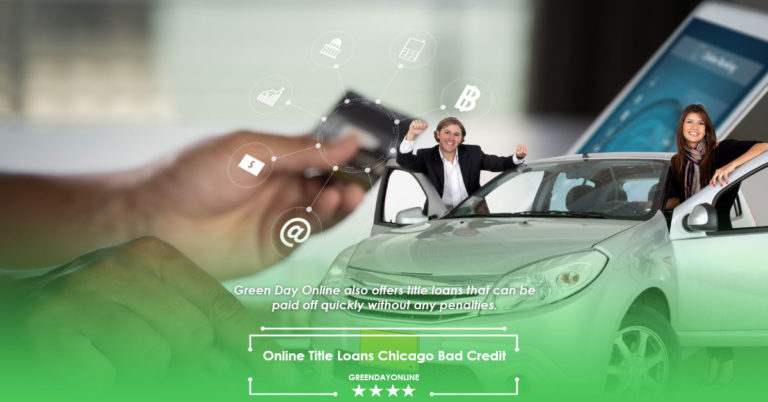 Green Day Online also offers title loans that can be
paid off quickly without any penalties.
Online Title Loans Chicago Bad Credit
GREENDAYONLINE